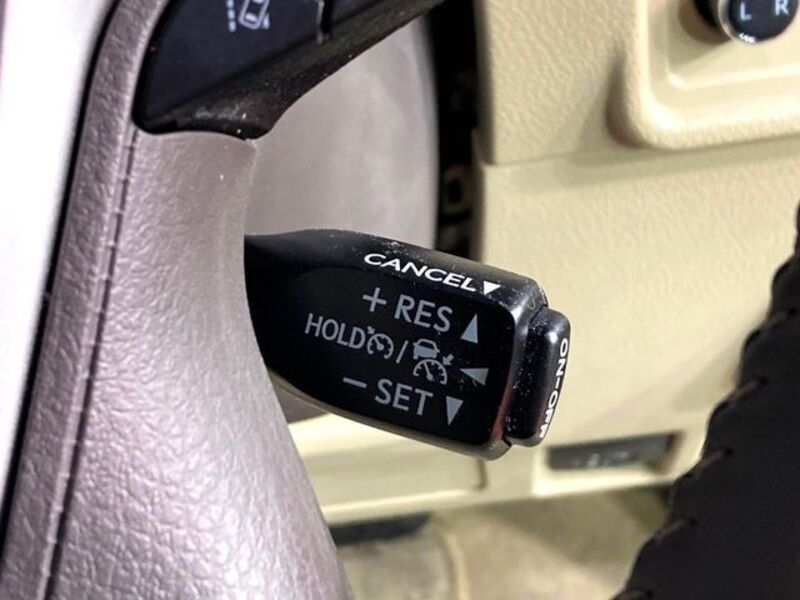 L R
CANCEL▼
+ RES ▲
HOLD / ◀
− SET ▼
ON-OFF